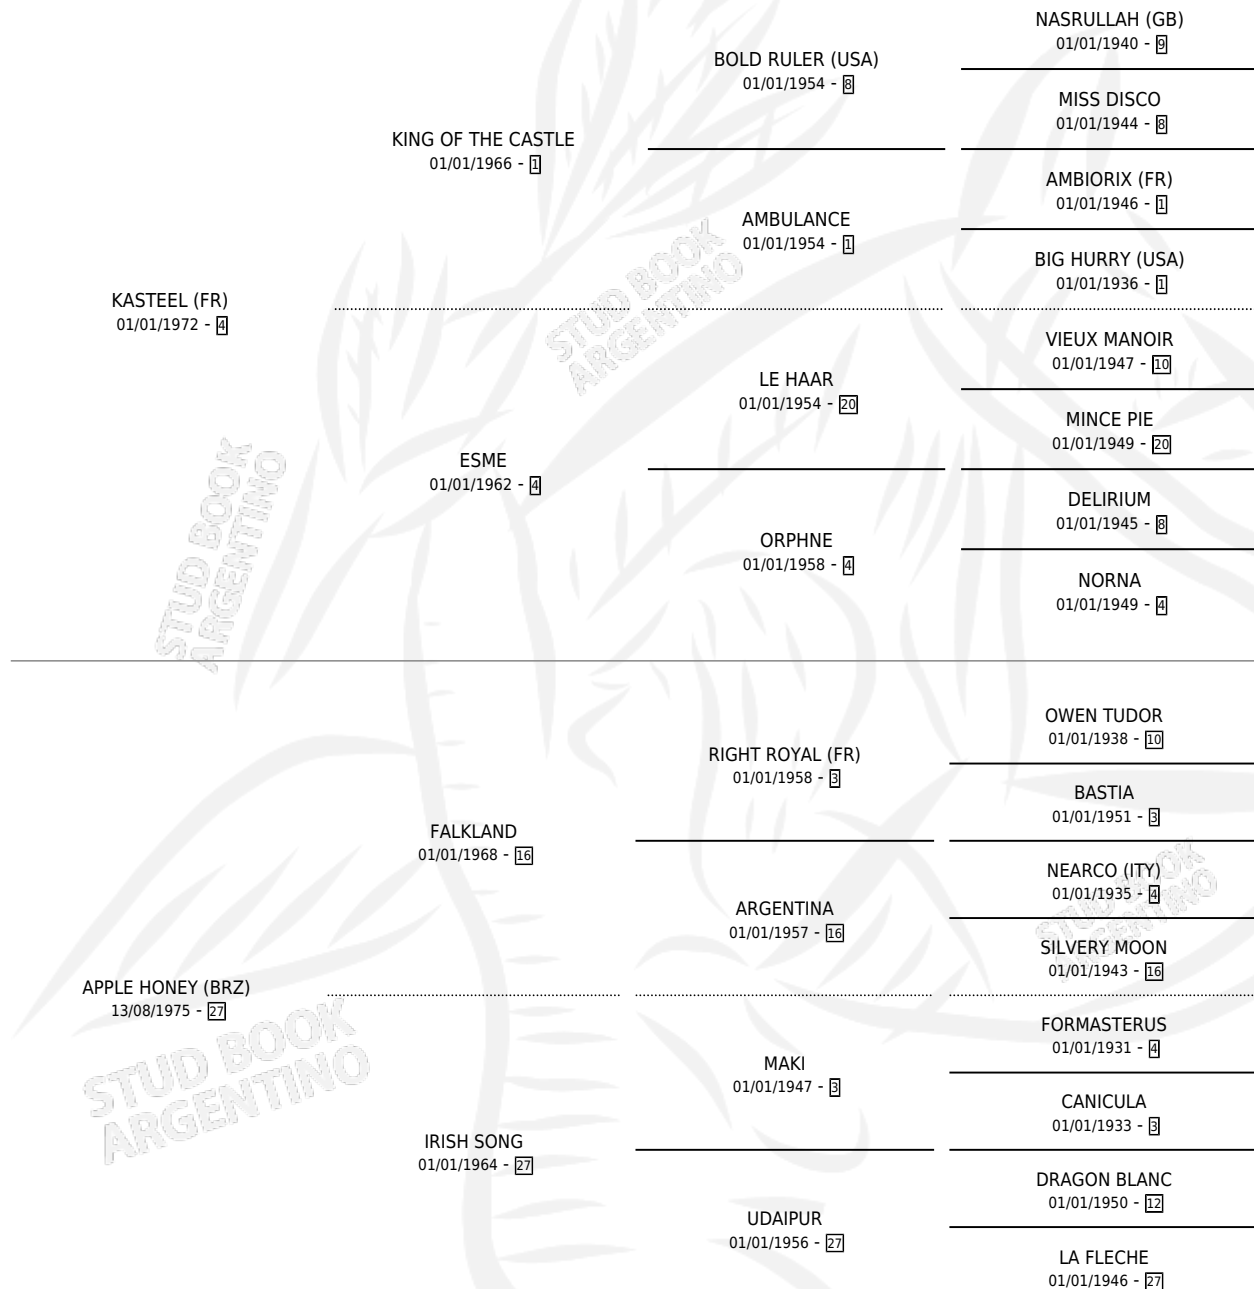 NASRULLAH (GB)
01/01/1940 - 9
BOLD RULER (USA)
01/01/1954 - 8
MISS DISCO
01/01/1944 - 8
KING OF THE CASTLE
01/01/1966 - 1
AMBIORIX (FR)
01/01/1946 - 1
AMBULANCE
01/01/1954 - 1
BIG HURRY (USA)
01/01/1936 - 1
KASTEEL (FR)
01/01/1972 - 4
VIEUX MANOIR
01/01/1947 - 10
LE HAAR
01/01/1954 - 20
MINCE PIE
01/01/1949 - 20
ESME
01/01/1962 - 4
DELIRIUM
01/01/1945 - 8
ORPHNE
01/01/1958 - 4
NORNA
01/01/1949 - 4
OWEN TUDOR
01/01/1938 - 10
RIGHT ROYAL (FR)
01/01/1958 - 3
BASTIA
01/01/1951 - 3
FALKLAND
01/01/1968 - 16
NEARCO (ITY)
01/01/1935 - 4
ARGENTINA
01/01/1957 - 16
SILVERY MOON
01/01/1943 - 16
APPLE HONEY (BRZ)
13/08/1975 - 27
FORMASTERUS
01/01/1931 - 4
MAKI
01/01/1947 - 3
CANICULA
01/01/1933 - 3
IRISH SONG
01/01/1964 - 27
DRAGON BLANC
01/01/1950 - 12
UDAIPUR
01/01/1956 - 27
LA FLECHE
01/01/1946 - 27
STUD BOOK
ARGENTINO
STUD BOOK
ARGENTINO
STUD BOOK
ARGENTINO
STUD BOOK
ARGENTINO